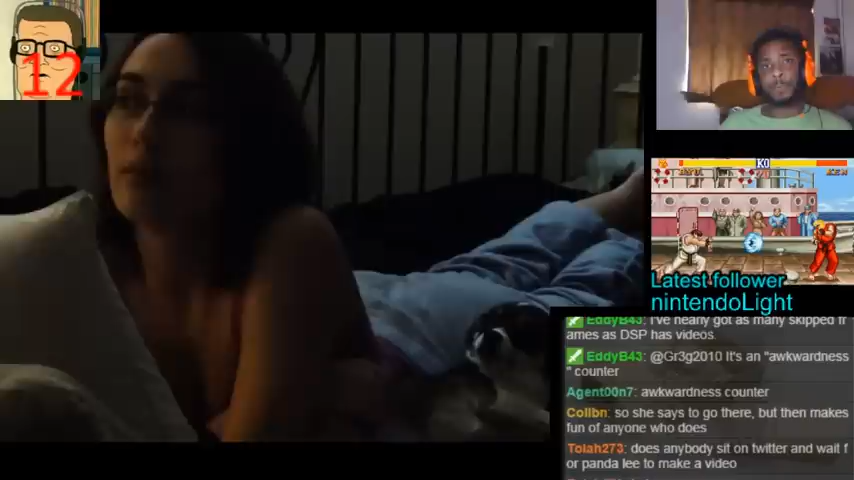 12
KO
KEN
Latest follower
nintendoLight
EddyB43: I've nearly got as many skipped fr
ames as DSP has videos.
EddyB43: @Gr3g2010 It's an "awkwardness
" counter
Agent00n7: awkwardness counter
Colibn: so she says to go there, but then makes
fun of anyone who does
Tolah273: does anybody sit on twitter and wait f
or panda lee to make a video